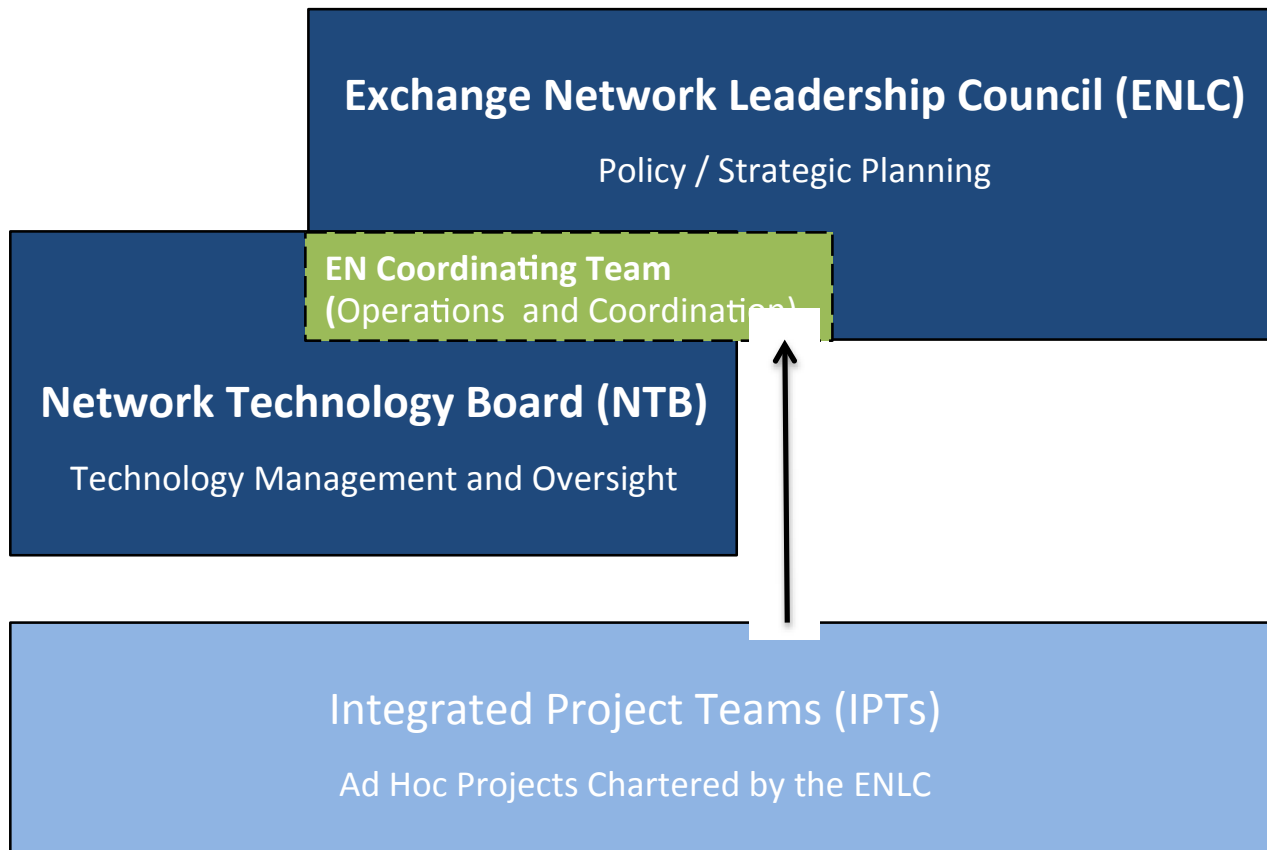 Exchange Network Leadership Council (ENLC)
Policy / Strategic Planning
EN Coordinating Team
(Operations and Coordination)
Network Technology Board (NTB)
Technology Management and Oversight
Integrated Project Teams (IPTs)
Ad Hoc Projects Chartered by the ENLC